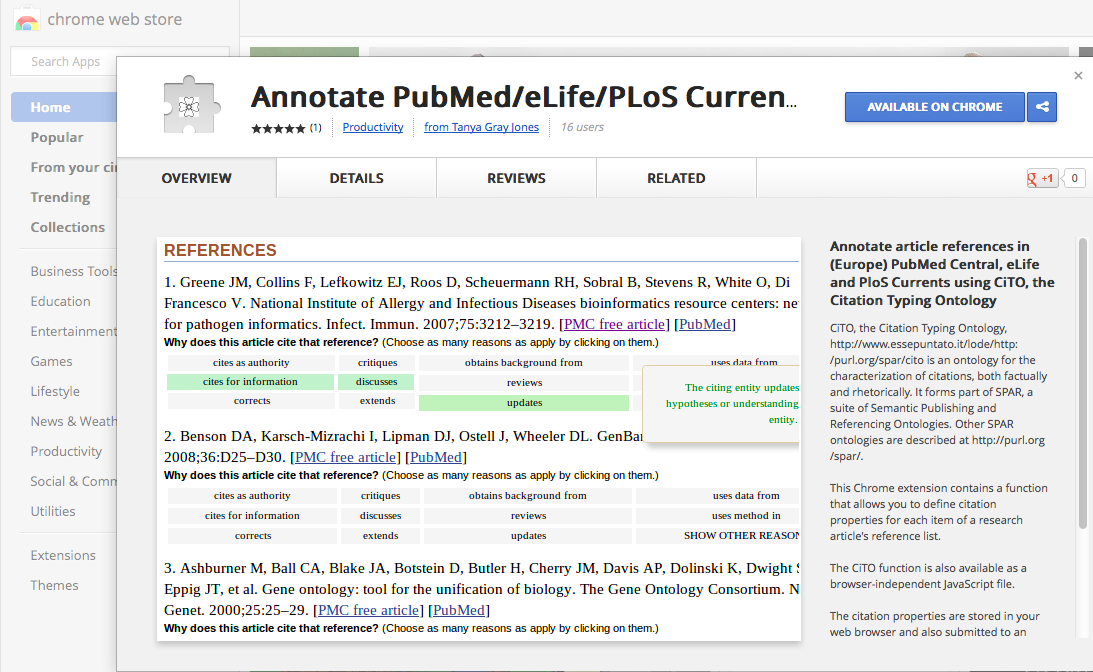 chrome web store
Search Apps
Home
Popular
From your cir
Trending
Collections
Business Tools
Education
Entertainment
Games
Lifestyle
News & Weath
Productivity
Social & Comm
Utilities
Extensions
Themes
Annotate PubMed/eLife/PLoS Curren...
★★★★★ (1) Productivity from Tanya Gray Jones 16 users
AVAILABLE ON CHROME
OVERVIEW DETAILS REVIEWS RELATED
g +1 0
REFERENCES
1. Greene JM, Collins F, Lefkowitz EJ, Roos D, Scheuermann RH, Sobral B, Stevens R, White O, Di
Francesco V. National Institute of Allergy and Infectious Diseases bioinformatics resource centers: ne
for pathogen informatics. Infect. Immun. 2007;75:3212–3219. [PMC free article] [PubMed]
Why does this article cite that reference? (Choose as many reasons as apply by clicking on them.)
cites as authority critiques obtains background from uses data from
cites for information discusses reviews
corrects extends updates
The citing entity updates
hypotheses or understanding
entity.
2. Benson DA, Karsch-Mizrachi I, Lipman DJ, Ostell J, Wheeler DL. GenBan
2008;36:D25–D30. [PMC free article] [PubMed]
Why does this article cite that reference? (Choose as many reasons as apply by clicking on them.)
cites as authority critiques obtains background from uses data from
cites for information discusses reviews uses method in
corrects extends updates SHOW OTHER REASON
3. Ashburner M, Ball CA, Blake JA, Botstein D, Butler H, Cherry JM, Davis AP, Dolinski K, Dwight S
Eppig JT, et al. Gene ontology: tool for the unification of biology. The Gene Ontology Consortium. N
Genet. 2000;25:25–29. [PMC free article] [PubMed]
Why does this article cite that reference? (Choose as many reasons as apply by clicking on them.)
Annotate article references in
(Europe) PubMed Central, eLife
and PloS Currents using CiTO, the
Citation Typing Ontology
CiTO, the Citation Typing Ontology,
http://www.essepuntato.it/lode/http:
/purl.org/spar/cito is an ontology for the
characterization of citations, both factually
and rhetorically. It forms part of SPAR, a
suite of Semantic Publishing and
Referencing Ontologies. Other SPAR
ontologies are described at http://purl.org
/spar/.
This Chrome extension contains a function
that allows you to define citation
properties for each item of a research
article's reference list.
The CiTO function is also available as a
browser-independent JavaScript file.
The citation properties are stored in your
web browser and also submitted to an